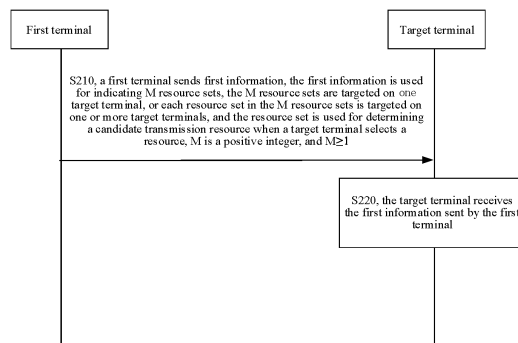 First terminal
Target terminal
S210, a first terminal sends first information, the first information is used
for indicating M resource sets, the M resource sets are targeted on one
target terminal, or each resource set in the M resource sets is targeted on
one or more target terminals, and the resource set is used for determining
a candidate transmission resource when a target terminal selects a
resource, M is a positive integer, and M≥1
S220, the target terminal receives
the first information sent by the first
terminal